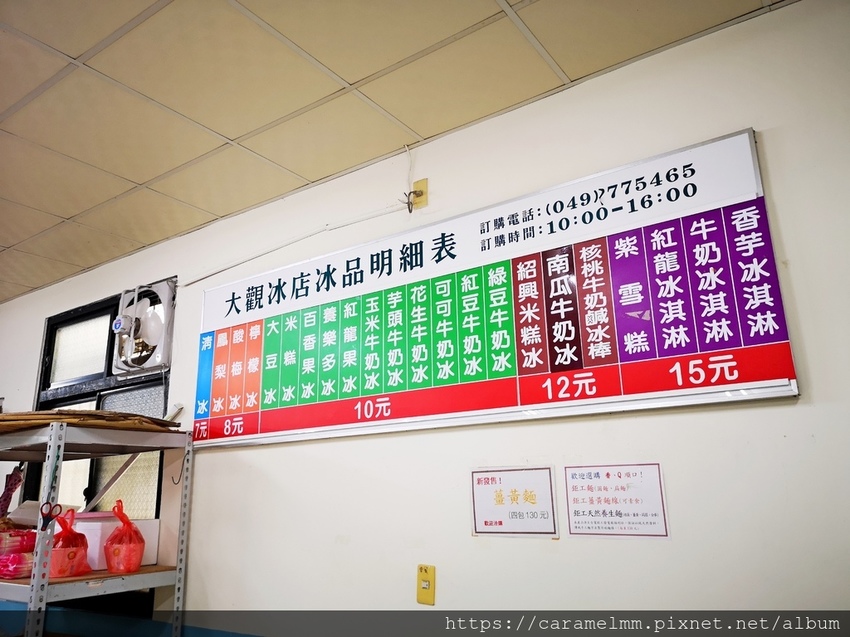 大觀冰店冰品明細表
訂購電話:(049)2775465
訂購時間:10:00-16:00
清冰
鳳梨冰
酸梅冰
檸檬冰
大豆冰
米糕冰
百香果冰
養樂多冰
紅龍果冰
玉米牛奶冰
芋頭牛奶冰
花生牛奶冰
可可牛奶冰
紅豆牛奶冰
綠豆牛奶冰
紹興米糕冰
南瓜牛奶冰
核桃牛奶鹹冰棒
紫雪糕
紅龍冰淇淋
牛奶冰淇淋
香芋冰淇淋
7元
8元
10元
12元
15元
新發售！
薑黃麵
(四包130元)
歡迎選購
https://caramelmm.pixnet.net/album